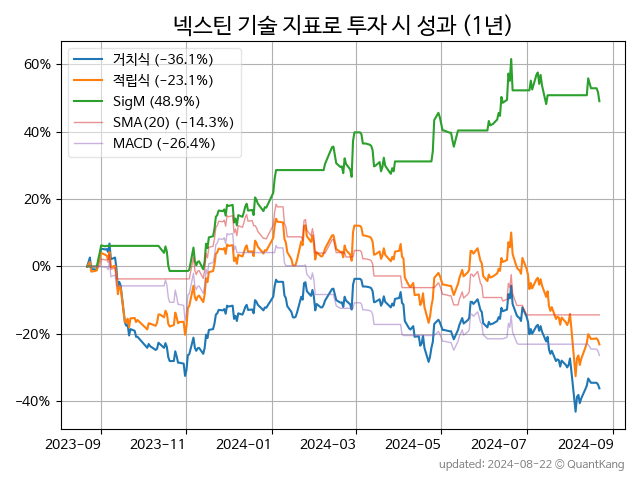 넥스틴 기술 지표로 투자 시 성과 (1년)
거치식 (−36.1%)
적립식 (−23.1%)
SigM (48.9%)
SMA(20) (−14.3%)
MACD (−26.4%)
60%
40%
20%
0%
−20%
−40%
2023−09
2023−11
2024−01
2024−03
2024−05
2024−07
2024−09
updated: 2024−08−22 © QuantKang